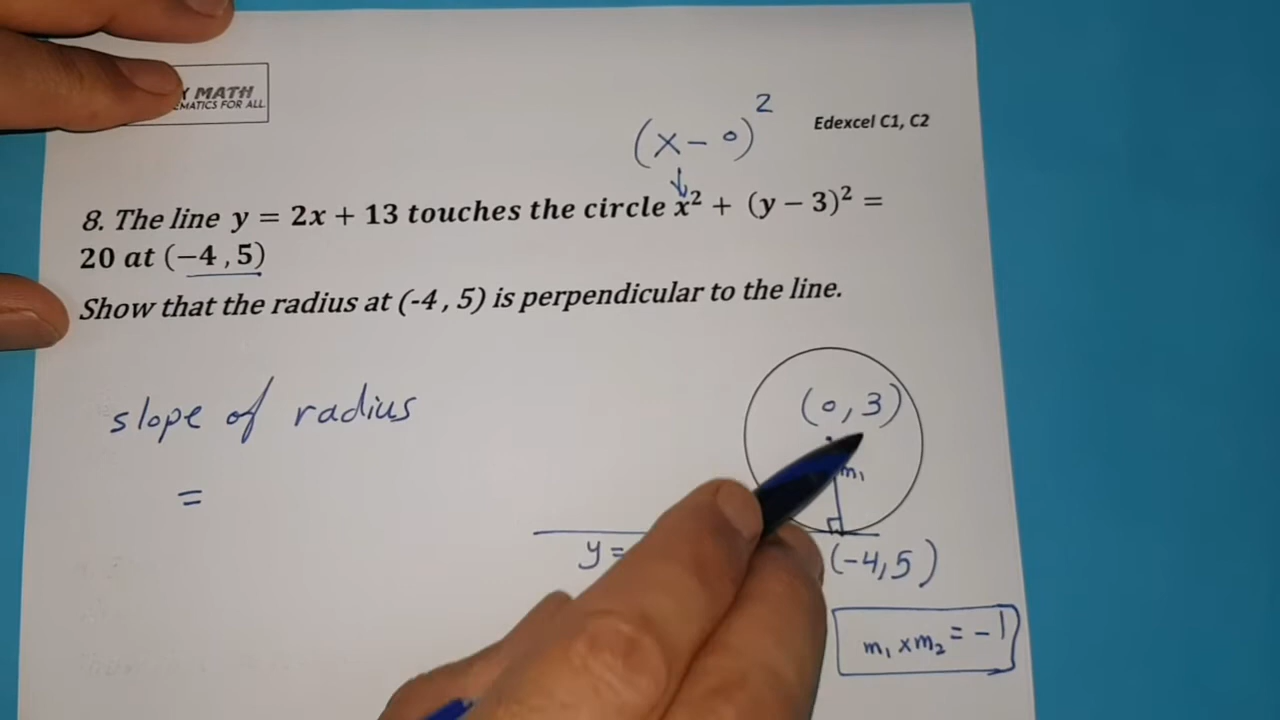 Y MATH
EMATICS FOR ALL
(x - 0)²
Edexcel C1, C2
8. The line y = 2x + 13 touches the circle x² + (y − 3)² =
20 at (−4 , 5)
Show that the radius at (-4 , 5) is perpendicular to the line.
slope of radius
=
(0, 3)
m₁
y =
(-4, 5)
m₁ × m₂ = -1